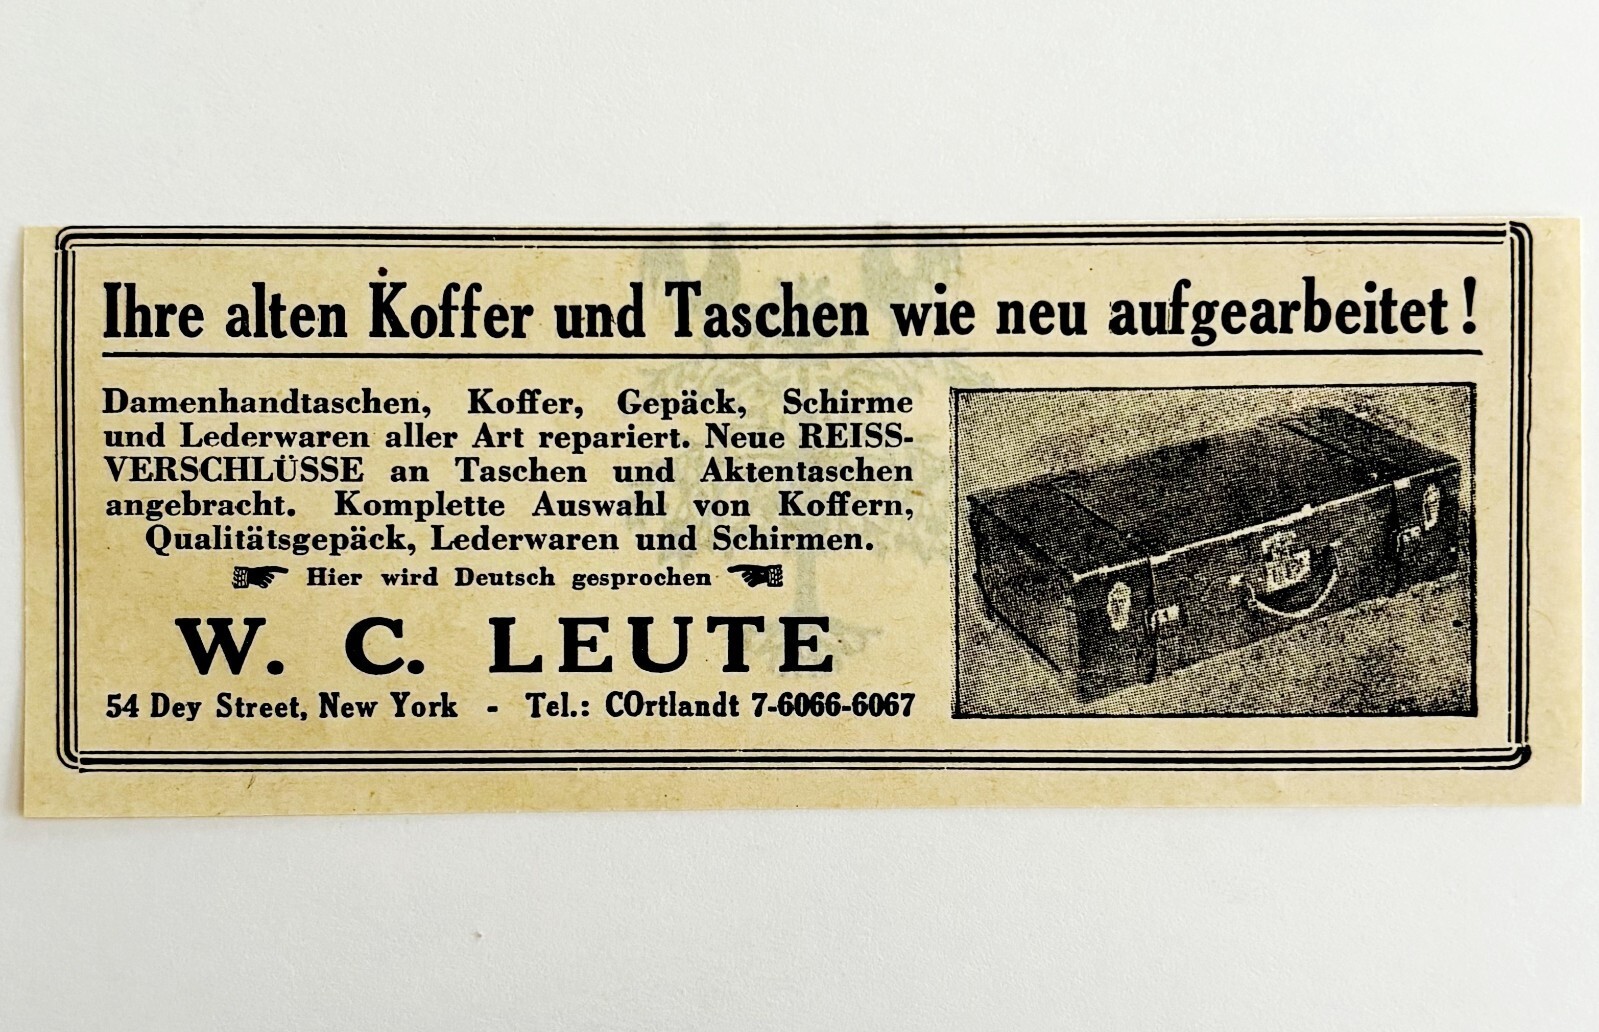 Ihre alten Koffer und Taschen wie neu aufgearbeitet!
Damenhandtaschen, Koffer, Gepäck, Schirme
und Lederwaren aller Art repariert. Neue REISS-
VERSCHLÜSSE an Taschen und Aktentaschen
angebracht. Komplette Auswahl von Koffern,
Qualitätsgepäck, Lederwaren und Schirmen.
Hier wird Deutsch gesprochen
W. C. LEUTE
54 Dey Street, New York - Tel.: COrtlandt 7-6066-6067